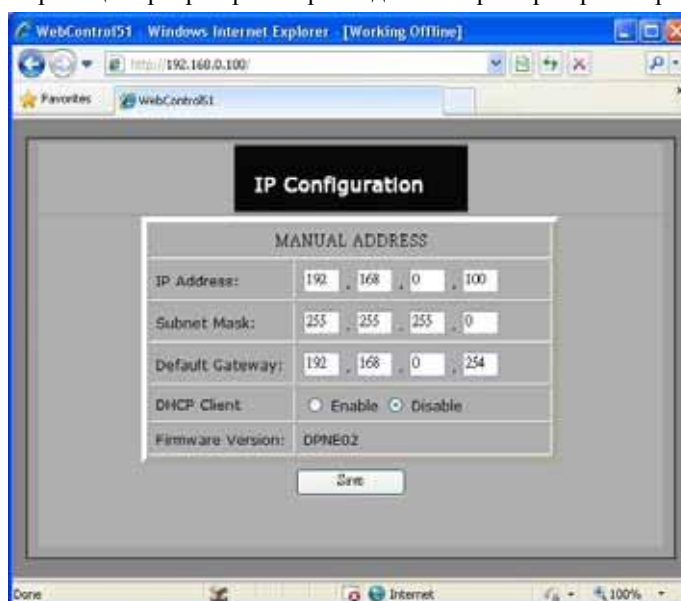 WebControl51 Windows Internet Explorer [Working Offline]
http://192.168.0.100/
Favorites WebControl51
IP Configuration
MANUAL ADDRESS
IP Address: 192 . 168 . 0 . 100
Subnet Mask: 255 . 255 . 255 . 0
Default Gateway: 192 . 168 . 0 . 254
DHCP Client Enable Disable
Firmware Version: DPNE02
Save
Done Internet 100%